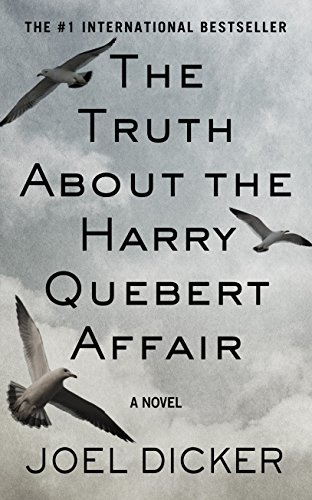 THE #1 INTERNATIONAL BESTSELLER
THE
TRUTH
ABOUT THE
HARRY
QUEBERT
AFFAIR
A NOVEL
JOEL DICKER